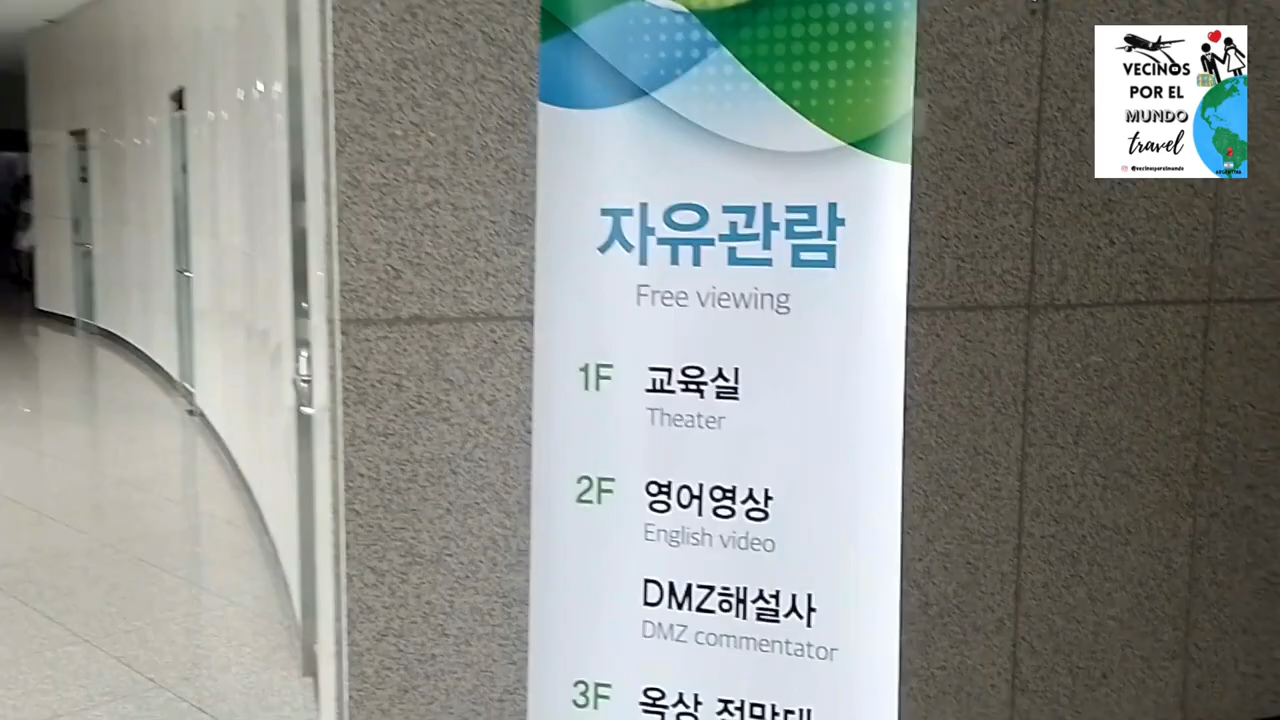 자유관람
Free viewing
1F 교육실
Theater
2F 영어영상
English video
DMZ해설사
DMZ commentator
3F 옥상 전망대
VECINOS
POR EL
MUNDO
travel
@vecinosporelmundo
ARGENTINA